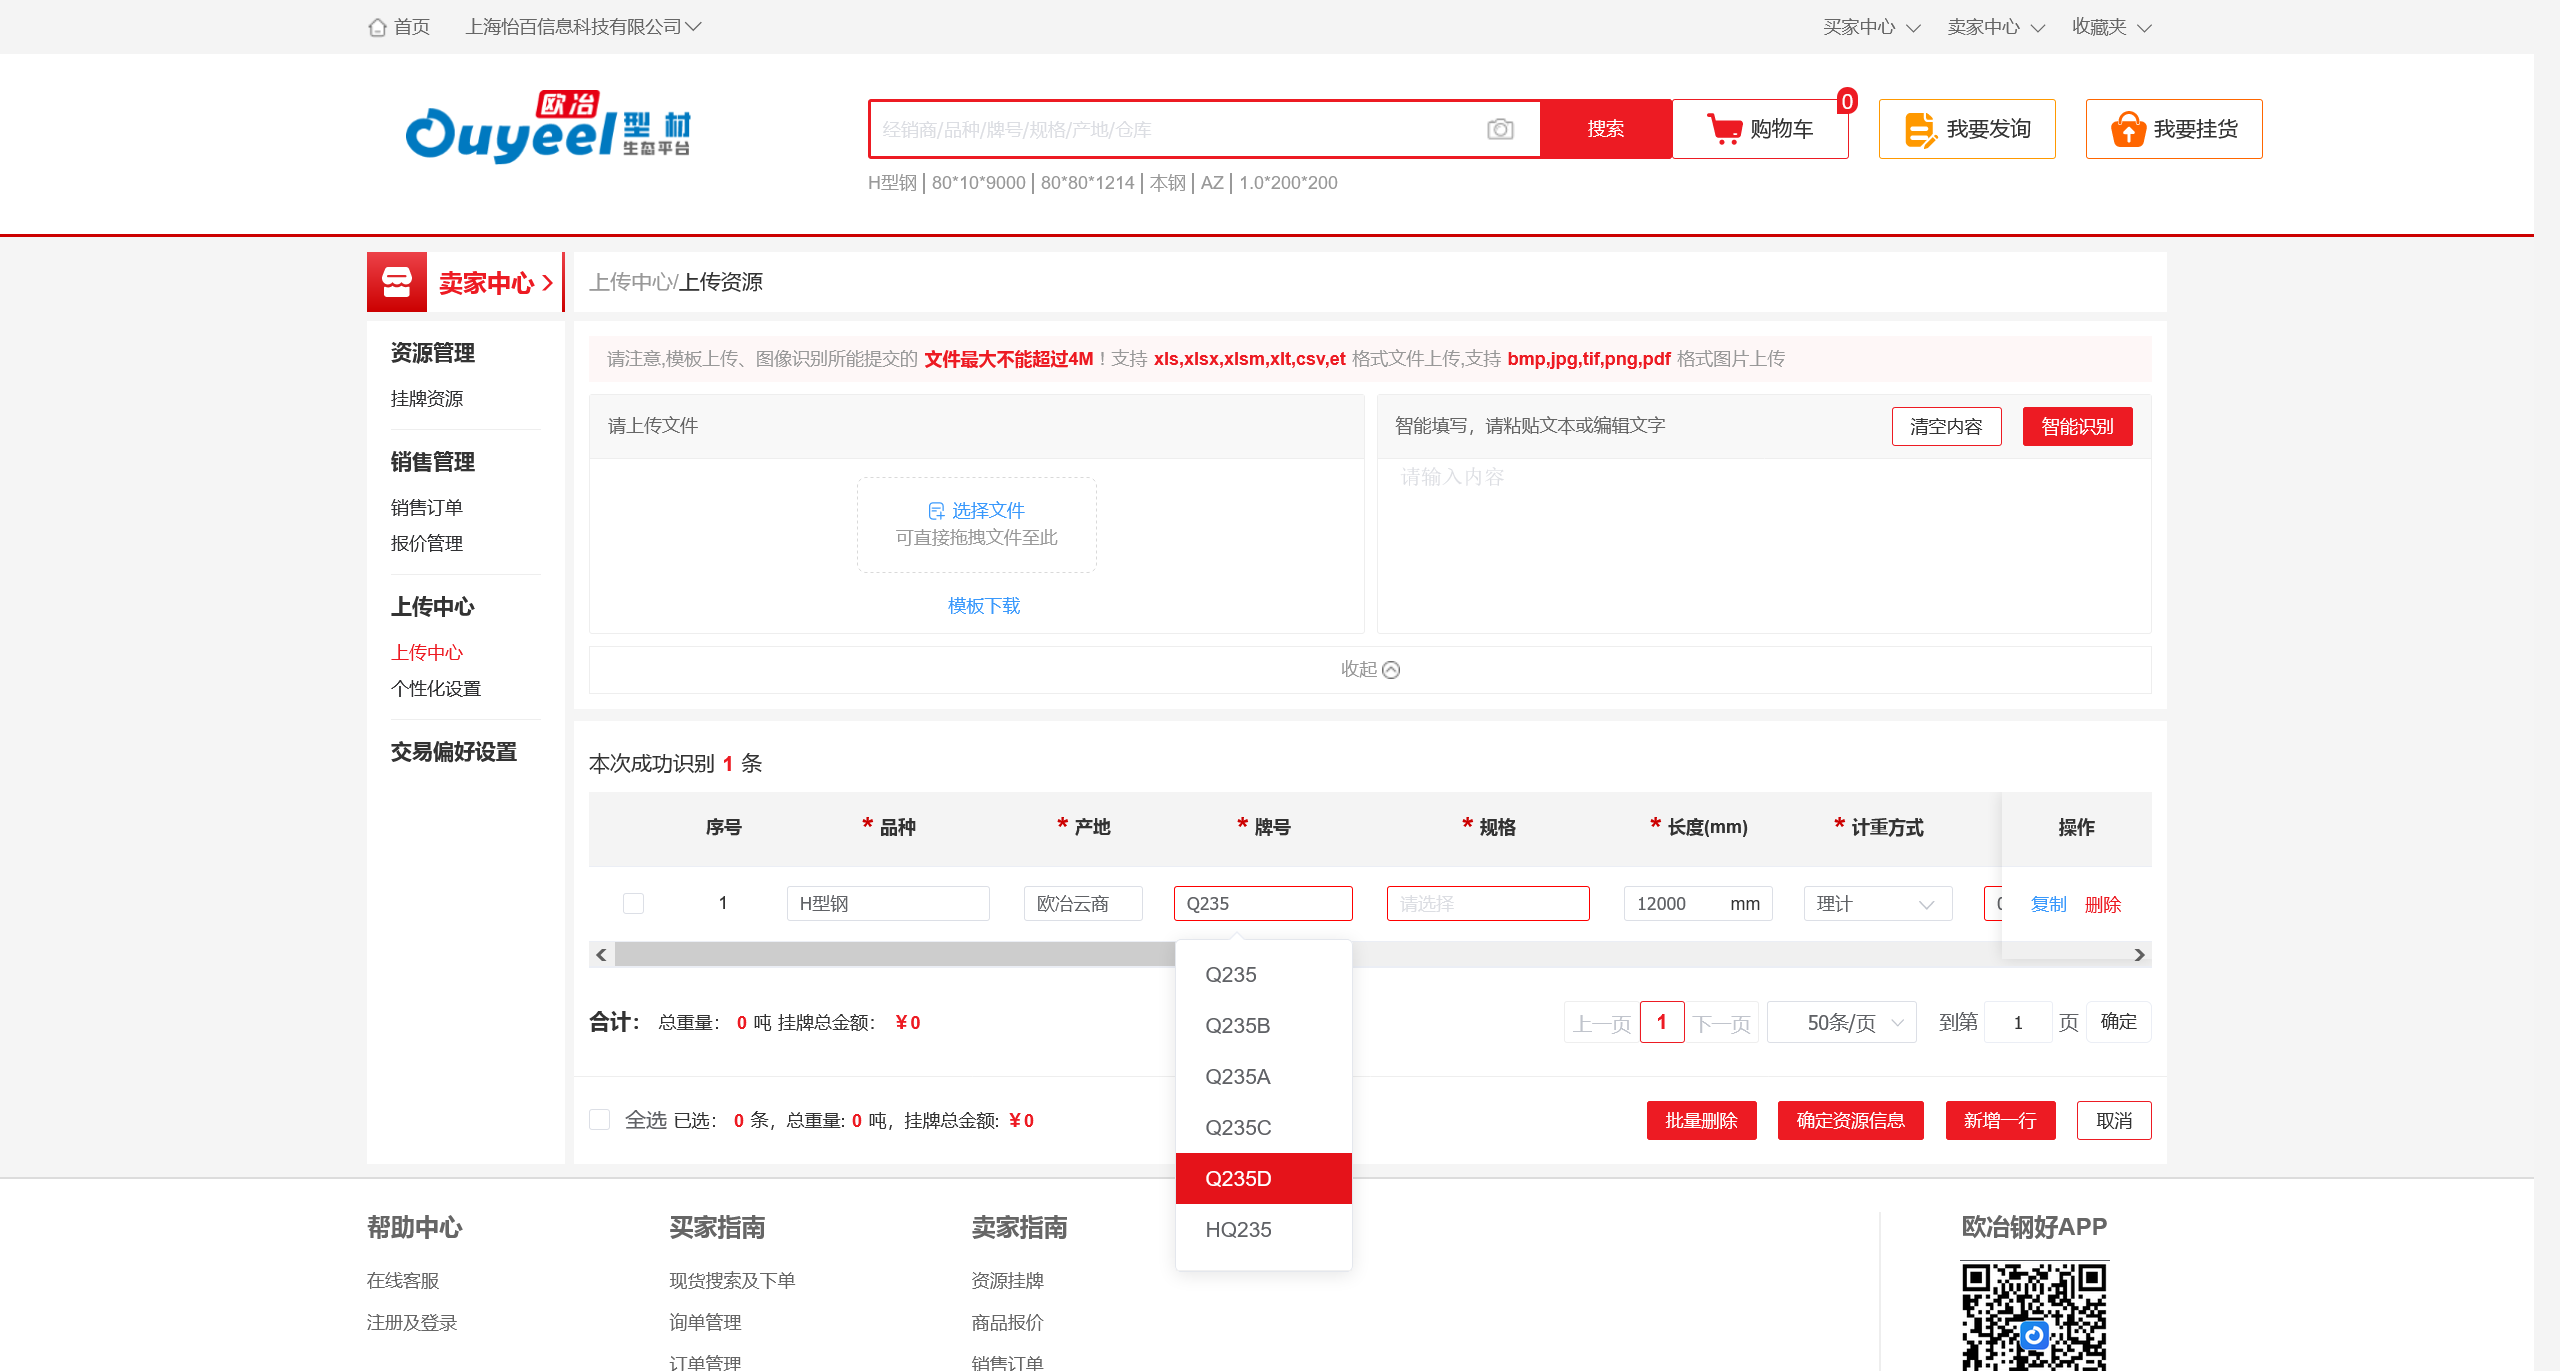 首页 上海怡百信息科技有限公司 买家中心 卖家中心 收藏夹
欧冶 Ouyeel 型材 生态平台
经销商/品种/牌号/规格/产地/仓库 搜索 购物车 0 我要发询 我要挂货
H型钢 | 80*10*9000 | 80*80*1214 | 本钢 | AZ | 1.0*200*200
卖家中心 上传中心/上传资源
资源管理
挂牌资源
销售管理
销售订单
报价管理
上传中心
上传中心
个性化设置
交易偏好设置
请注意,模板上传、图像识别所能提交的 文件最大不能超过4M ! 支持 xls,xlsx,xlsm,xlt,csv,et 格式文件上传,支持 bmp,jpg,tif,png,pdf 格式图片上传
请上传文件
选择文件
可直接拖拽文件至此
模板下载
智能填写，请粘贴文本或编辑文字 清空内容 智能识别
请输入内容
收起
本次成功识别 1 条
序号 * 品种 * 产地 * 牌号 * 规格 * 长度(mm) * 计重方式 操作
1 H型钢 欧冶云商 Q235 请选择 12000 mm 理计 复制 删除
Q235
Q235B
Q235A
Q235C
Q235D
HQ235
合计： 总重量： 0 吨 挂牌总金额： ¥0 上一页 1 下一页 50条/页 到第 1 页 确定
全选 已选： 0 条，总重量: 0 吨，挂牌总金额: ¥0 批量删除 确定资源信息 新增一行 取消
帮助中心 买家指南 卖家指南 欧冶钢好APP
在线客服 现货搜索及下单 资源挂牌
注册及登录 询单管理 商品报价
订单管理 销售订单